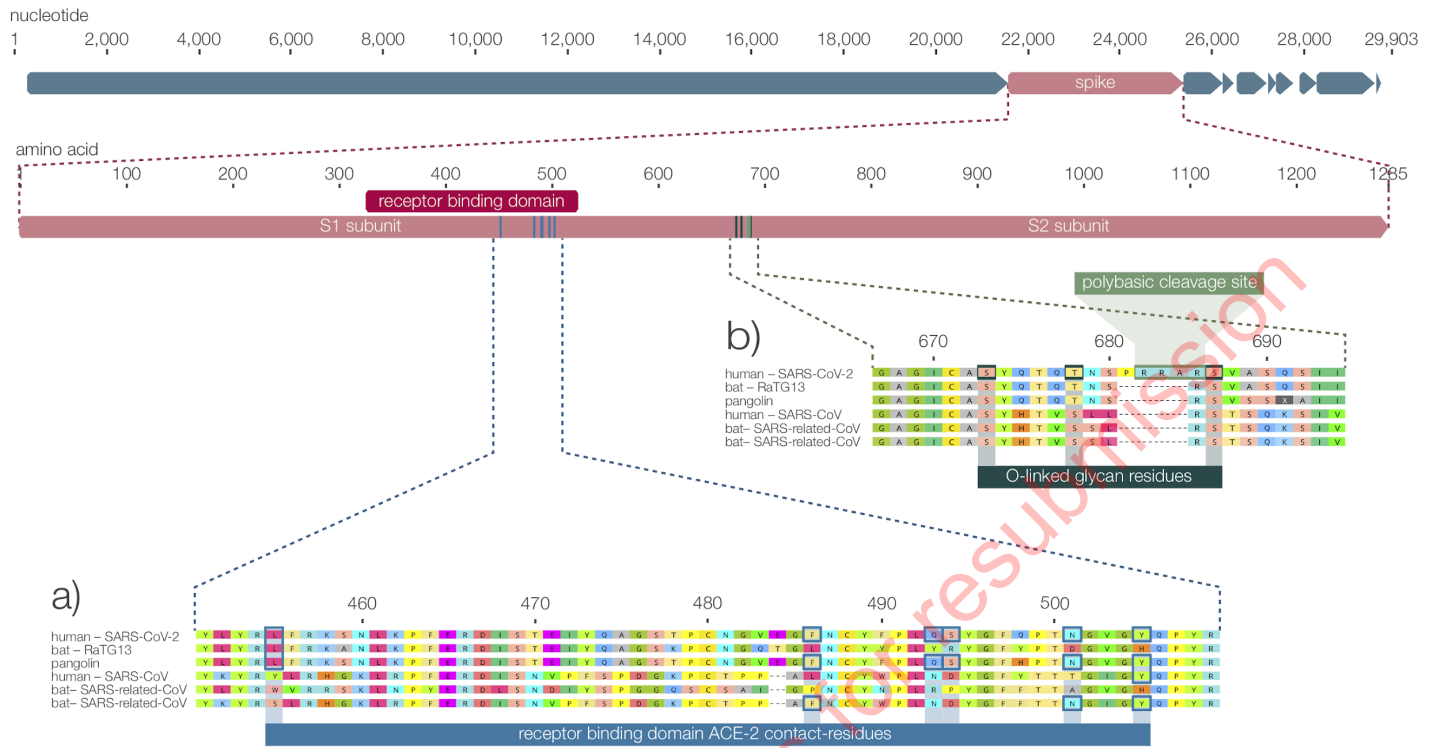 nucleotide
1 2,000 4,000 6,000 8,000 10,000 12,000 14,000 16,000 18,000 20,000 22,000 24,000 26,000 28,000 29,903
spike
amino acid
100 200 300 400 500 600 700 800 900 1000 1100 1200 1285
receptor binding domain
S1 subunit S2 subunit
polybasic cleavage site
b)
670 680 690
human – SARS-CoV-2 G A G I C A S Y Q T Q T N S P R R A R S V A S Q S I I
bat – RaTG13 G A G I C A S Y Q T Q T N S - - - - R S V A S Q S I I
pangolin G A G I C A S Y Q T Q T N S - - - - R S V S S X A I I
human – SARS-CoV G A G I C A S Y H T V S L L - - - - R S T S Q K S I V
bat– SARS-related-CoV G A G I C A S Y H T V S S L - - - - R S T S Q K S I V
bat– SARS-related-CoV G A G I C A S Y H T V S S L - - - - R S T S Q K S I V
O-linked glycan residues
a)
460 470 480 490 500
human – SARS-CoV-2 Y L Y R L F R K S N L K P F E R D I S T E I Y Q A G S T P C N G V E G F N C Y F P L Q S Y G F Q P T N G V G Y Q P Y R
bat – RaTG13 Y L Y R L F R K A N L K P F E R D I S T E I Y Q A G S K P C N G Q T G L N C Y Y P L Y R Y G F Y P T D G V G H Q P Y R
pangolin Y L Y R L F R K S N L K P F E R D I S T E I Y Q A G S T P C N G V E G F N C Y F P L Q S Y G F H P T N G V G Y Q P Y R
human – SARS-CoV Y K Y R Y L R H G K L R P F E R D I S N V P F S P D G K P C T P P - A L N C Y W P L N D Y G F Y T T T G I G Y Q P Y R
bat– SARS-related-CoV Y L Y R W V R R S K L N P Y E R D L S N D I Y S P G G Q S C S A I - G P N C Y N P L R P Y G F F T T A G V G H Q P Y R
bat– SARS-related-CoV Y K Y R S L R H G K L R P F E R D I S N V P F S P D G K P C T P P - A F N C Y W P L N D Y G F F T T N G I G Y Q P Y R
receptor binding domain ACE-2 contact-residues
for resubmission